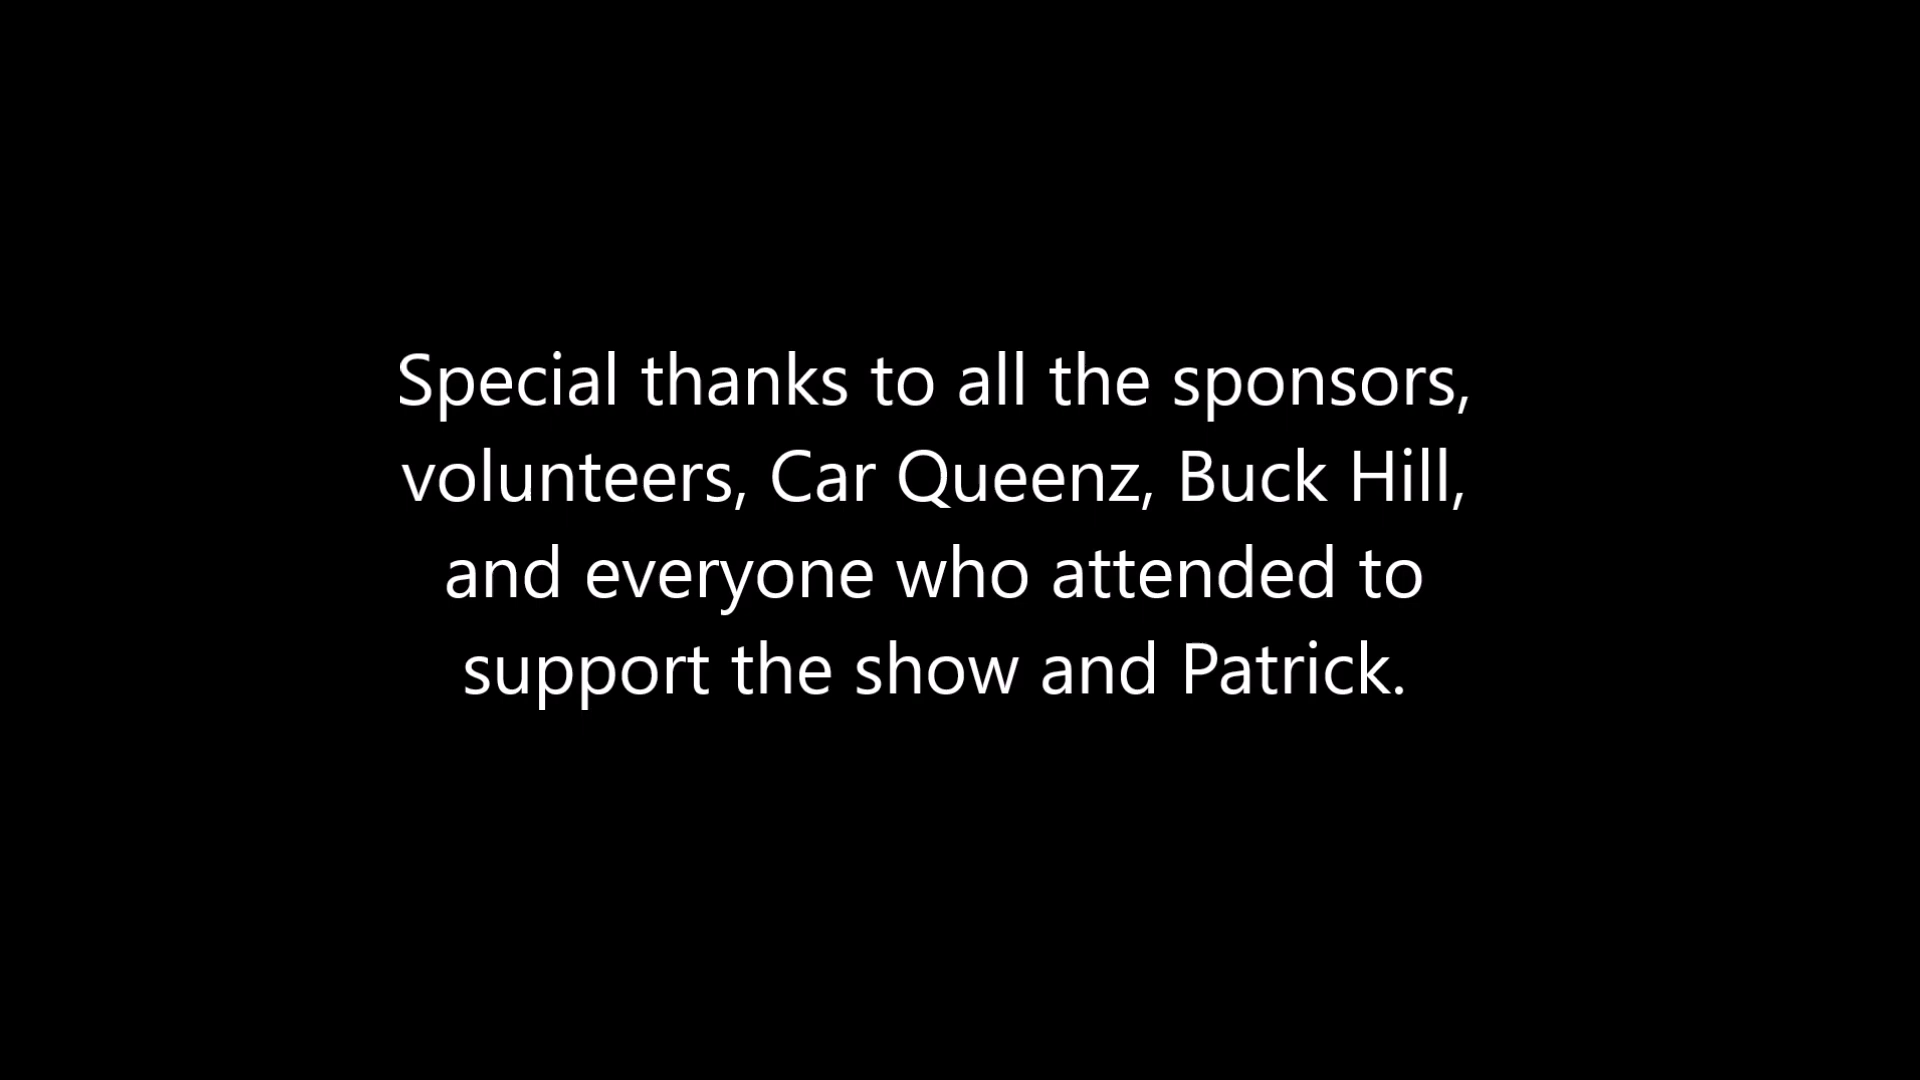 Special thanks to all the sponsors,
volunteers, Car Queenz, Buck Hill,
and everyone who attended to
support the show and Patrick.